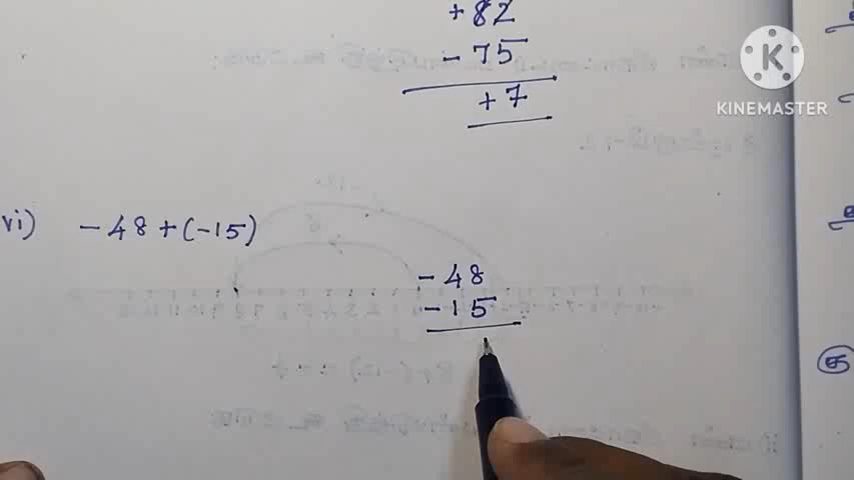 +82
- 75
+ 7
KINEMASTER
vi) - 48 + (-15)
- 48
- 15